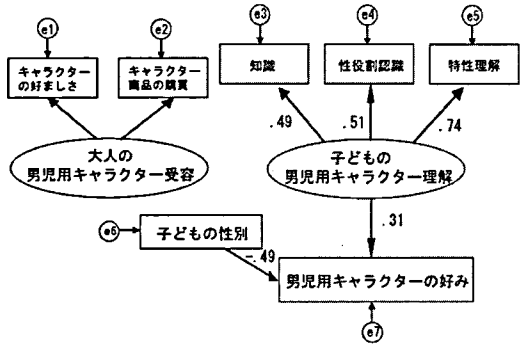 e1
e2
e3
e4
e5
キャラクター
の好ましさ
キャラクター
商品の購買
知識
性役割認識
特性理解
.49
.51
.74
大人の
男児用キャラクター受容
子どもの
男児用キャラクター理解
.31
e6
子どもの性別
-.49
男児用キャラクターの好み
e7